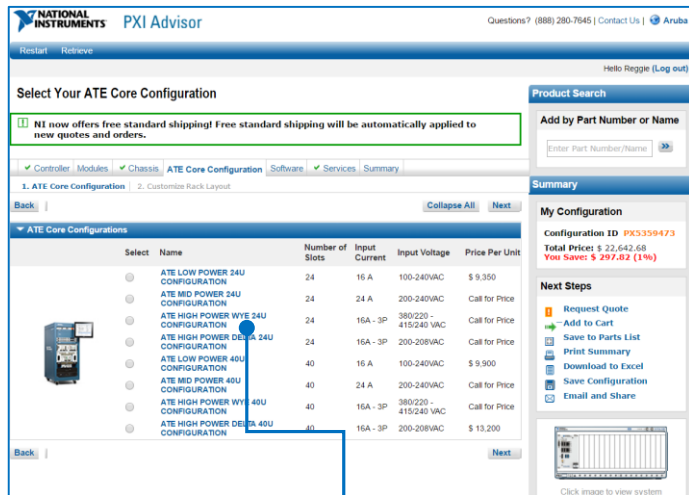 NATIONAL
INSTRUMENTS
PXI Advisor
Questions? (888) 280-7645 | Contact Us | Aruba
Restart Retrieve
Hello Reggie (Log out)
Select Your ATE Core Configuration
NI now offers free standard shipping! Free standard shipping will be automatically applied to
new quotes and orders.
Controller Modules Chassis ATE Core Configuration Software Services Summary
1. ATE Core Configuration 2. Customize Rack Layout
Back | Collapse All Next
ATE Core Configurations
Select Name Number of Slots Input Current Input Voltage Price Per Unit
ATE LOW POWER 24U CONFIGURATION 24 16 A 100-240VAC $ 9,350
ATE MID POWER 24U CONFIGURATION 24 24 A 200-240VAC Call for Price
ATE HIGH POWER WYE 24U CONFIGURATION 24 16A - 3P 380/220 - 415/240 VAC Call for Price
ATE HIGH POWER DELTA 24U CONFIGURATION 24 16A - 3P 200-208VAC Call for Price
ATE LOW POWER 40U CONFIGURATION 40 16 A 100-240VAC $ 9,900
ATE MID POWER 40U CONFIGURATION 40 24 A 200-240VAC Call for Price
ATE HIGH POWER WYE 40U CONFIGURATION 40 16A - 3P 380/220 - 415/240 VAC Call for Price
ATE HIGH POWER DELTA 40U CONFIGURATION 40 16A - 3P 200-208VAC $ 13,200
Back | Next
Product Search
Add by Part Number or Name
Enter Part Number/Name
Summary
My Configuration
Configuration ID PX5359473
Total Price: $ 22,642.68
You Save: $ 297.82 (1%)
Next Steps
Request Quote
Add to Cart
Save to Parts List
Print Summary
Download to Excel
Save Configuration
Email and Share
Click image to view system